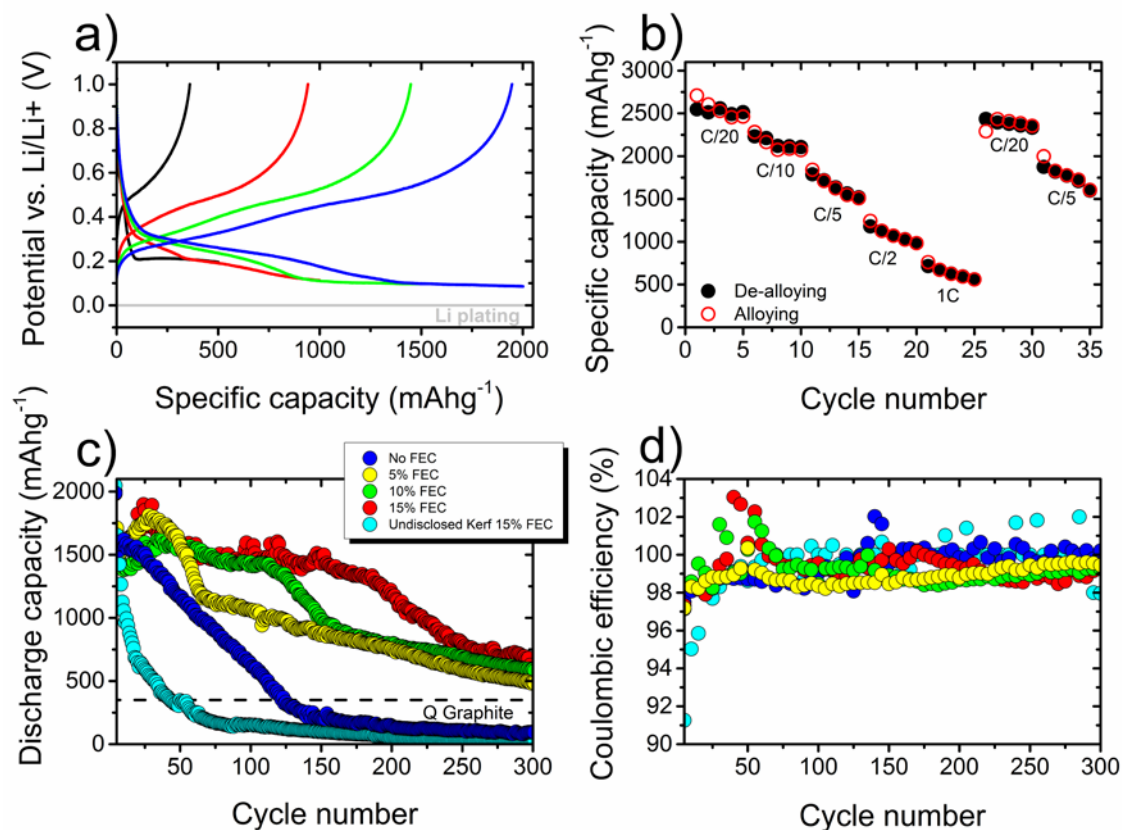 a)
Potential vs. Li/Li+ (V)
1.0
0.8
0.6
0.4
0.2
0.0
Li plating
0
500
1000
1500
2000
Specific capacity (mAhg⁻¹)
b)
Specific capacity (mAhg⁻¹)
3000
2500
2000
1500
1000
500
0
C/20
C/10
C/5
C/2
1C
C/20
C/5
De-alloying
Alloying
0
5
10
15
20
25
30
35
Cycle number
c)
Discharge capacity (mAhg⁻¹)
2000
1500
1000
500
0
No FEC
5% FEC
10% FEC
15% FEC
Undisclosed Kerf 15% FEC
Q Graphite
50
100
150
200
250
300
Cycle number
d)
Coulombic efficiency (%)
104
102
100
98
96
94
92
90
50
100
150
200
250
300
Cycle number